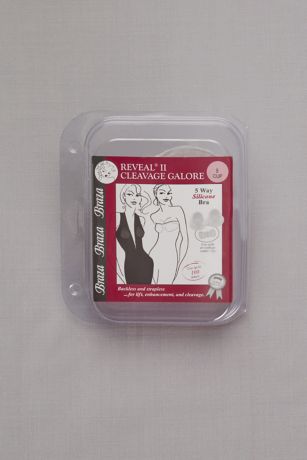 REVEAL® II
CLEAVAGE GALORE
CUP
5 Way
Silicone
Bra
Braza Braza Braza
100
Backless and strapless
...for lift, enhancement, and cleavage.